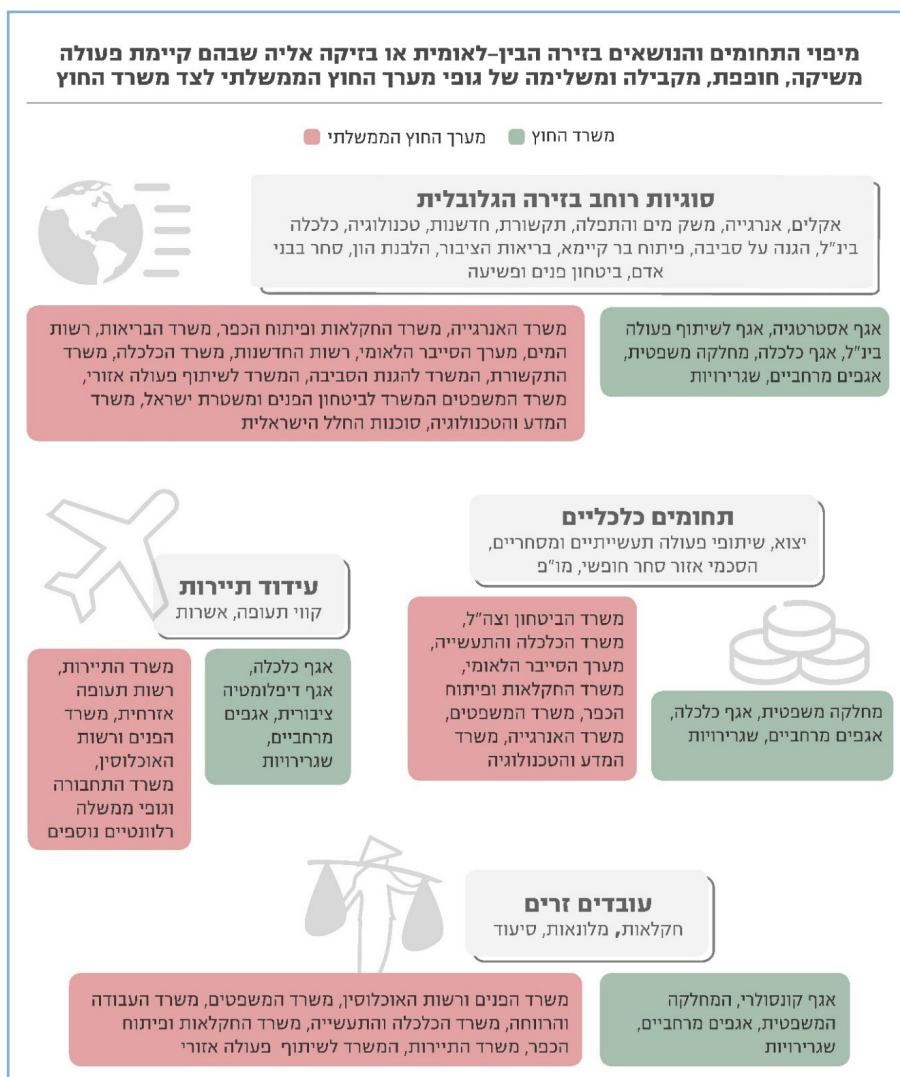 מיפוי התחומים והנושאים בזירה הבין-לאומית או בזיקה אליה שבהם קיימת פעולה
משיקה, חופפת, מקבילה ומשלימה של גופי מערך החוץ הממשלתי לצד משרד החוץ
משרד החוץ
מערך החוץ הממשלתי
סוגיות רוחב בזירה הגלובלית
אקלים, אנרגייה, משק מים והתפלה, תקשורת, חדשנות, טכנולוגיה, כלכלה
בינ"ל, הגנה על סביבה, פיתוח בר קיימא, בריאות הציבור, הלבנת הון, סחר בבני
אדם, ביטחון פנים ופשיעה
אגף אסטרטגיה, אגף לשיתוף פעולה
בינ"ל, אגף כלכלה, מחלקה משפטית,
אגפים מרחביים, שגרירויות
משרד האנרגייה, משרד החקלאות ופיתוח הכפר, משרד הבריאות, רשות
המים, מערך הסייבר הלאומי, רשות החדשנות, משרד הכלכלה, משרד
התקשורת, המשרד להגנת הסביבה, המשרד לשיתוף פעולה אזורי,
משרד המשפטים המשרד לביטחון הפנים ומשטרת ישראל, משרד
המדע והטכנולוגיה, סוכנות החלל הישראלית
תחומים כלכליים
יצוא, שיתופי פעולה תעשייתיים ומסחריים,
הסכמי אזור סחר חופשי, מו"פ
מחלקה משפטית, אגף כלכלה,
אגפים מרחביים, שגרירויות
משרד הביטחון וצה"ל,
משרד הכלכלה והתעשייה,
מערך הסייבר הלאומי,
משרד החקלאות ופיתוח
הכפר, משרד המשפטים,
משרד האנרגייה, משרד
המדע והטכנולוגיה
עידוד תיירות
קווי תעופה, אשרות
אגף כלכלה,
אגף דיפלומטיה
ציבורית, אגפים
מרחביים,
שגרירויות
משרד התיירות,
רשות תעופה
אזרחית, משרד
הפנים ורשות
האוכלוסין,
משרד התחבורה
וגופי ממשלה
רלוונטיים נוספים
עובדים זרים
חקלאות, מלונאות, סיעוד
אגף קונסולרי, המחלקה
המשפטית, אגפים מרחביים,
שגרירויות
משרד הפנים ורשות האוכלוסין, משרד המשפטים, משרד העבודה
והרווחה, משרד הכלכלה והתעשייה, משרד החקלאות ופיתוח
הכפר, משרד התיירות, המשרד לשיתוף פעולה אזורי